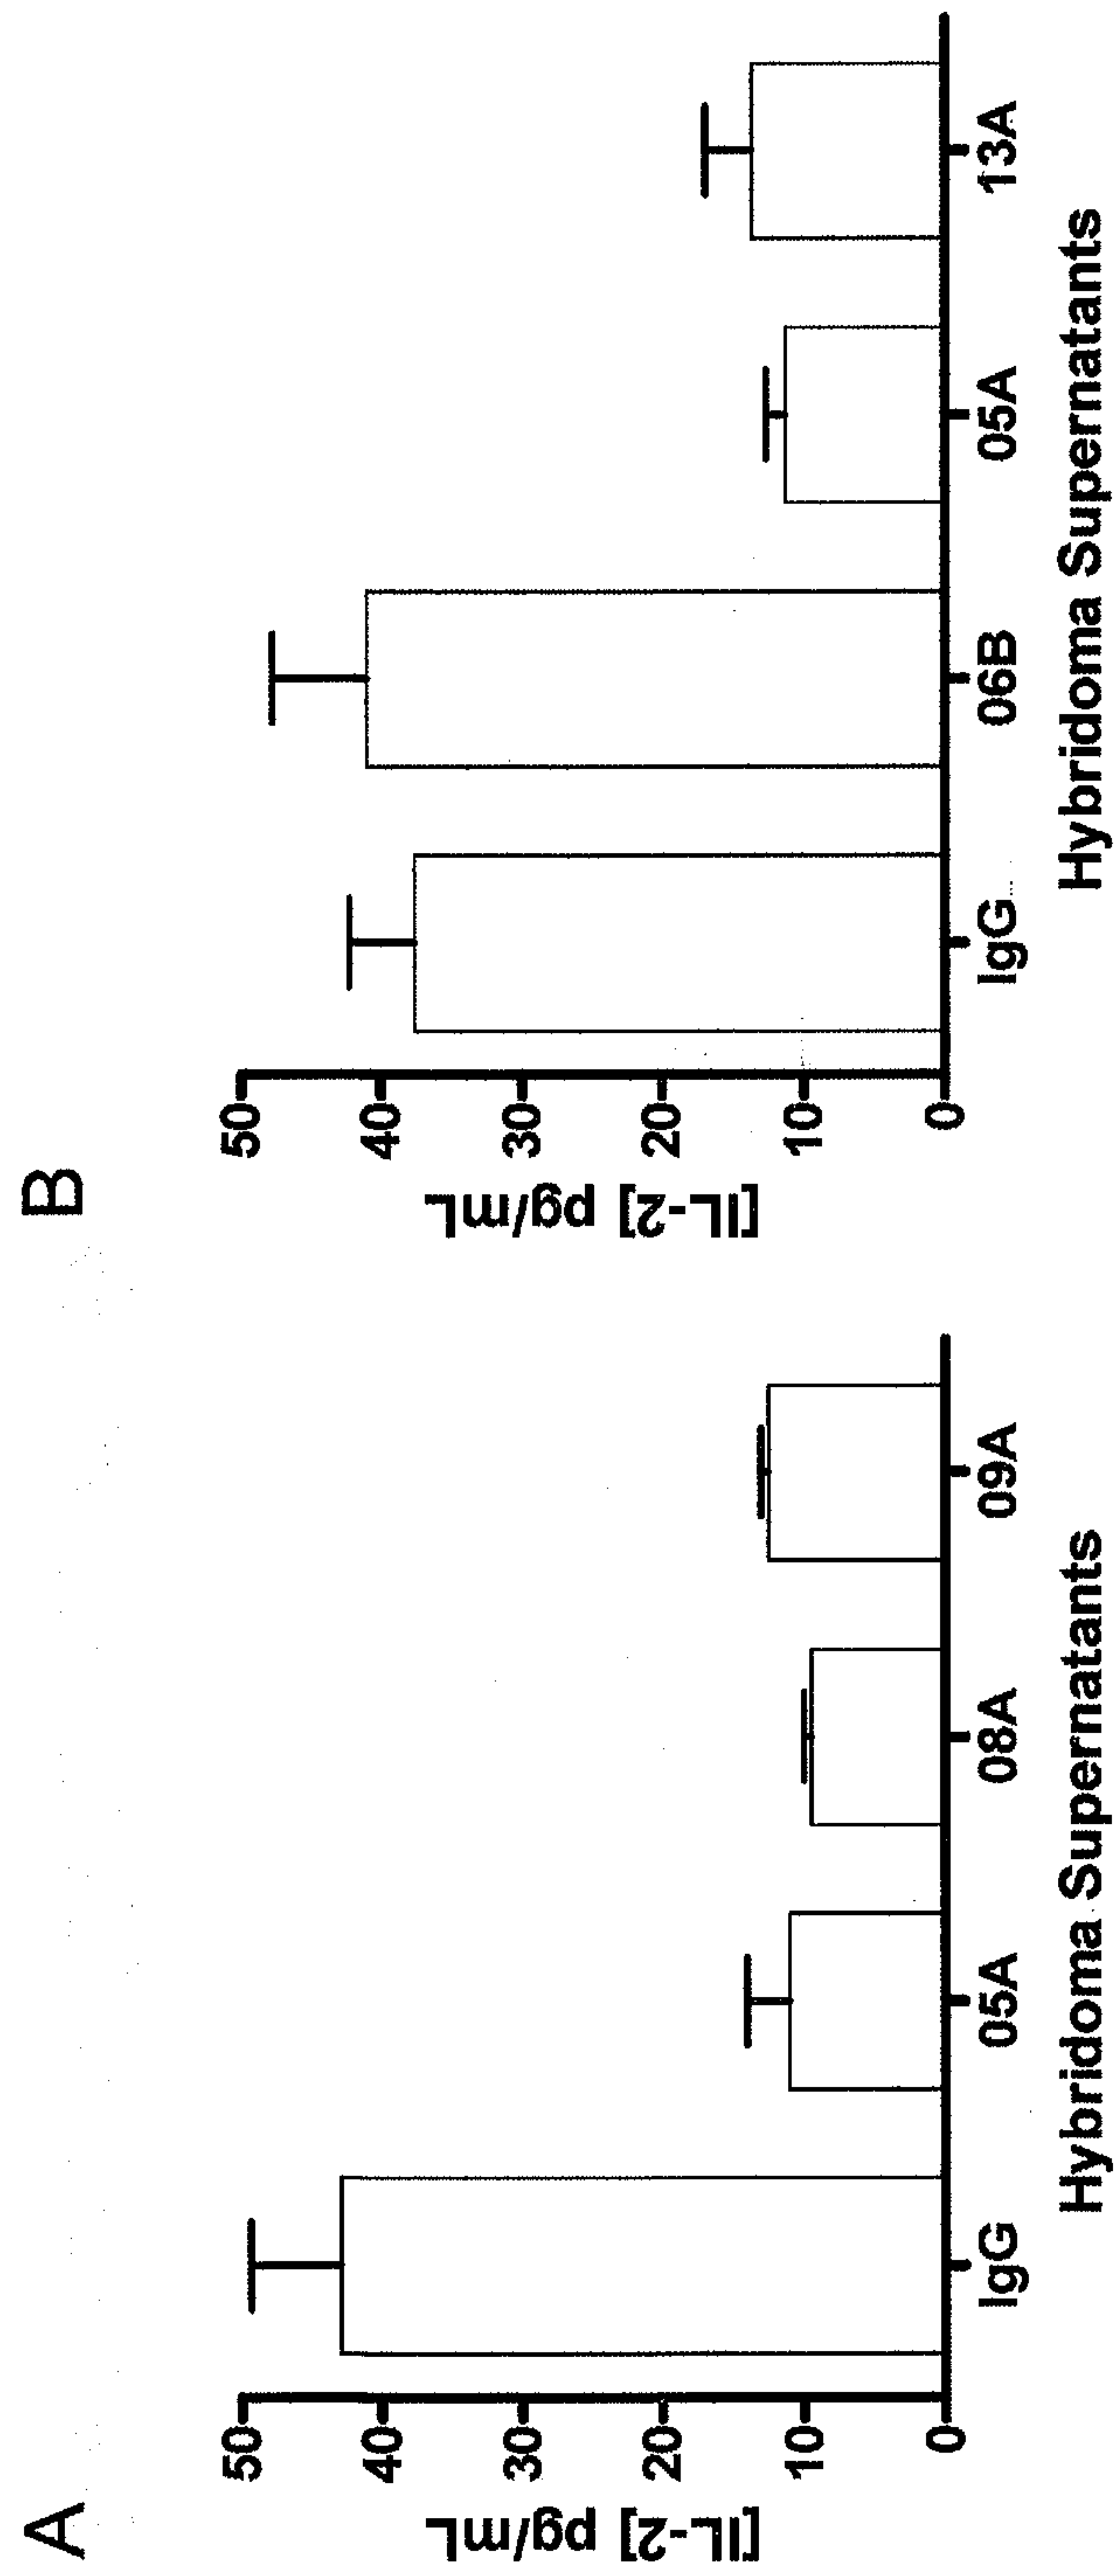 A
[IL-2] pg/mL
50
40
30
20
10
0
IgG
05A
08A
09A
Hybridoma Supernatants
B
[IL-2] pg/mL
50
40
30
20
10
0
IgG
06B
05A
13A
Hybridoma Supernatants